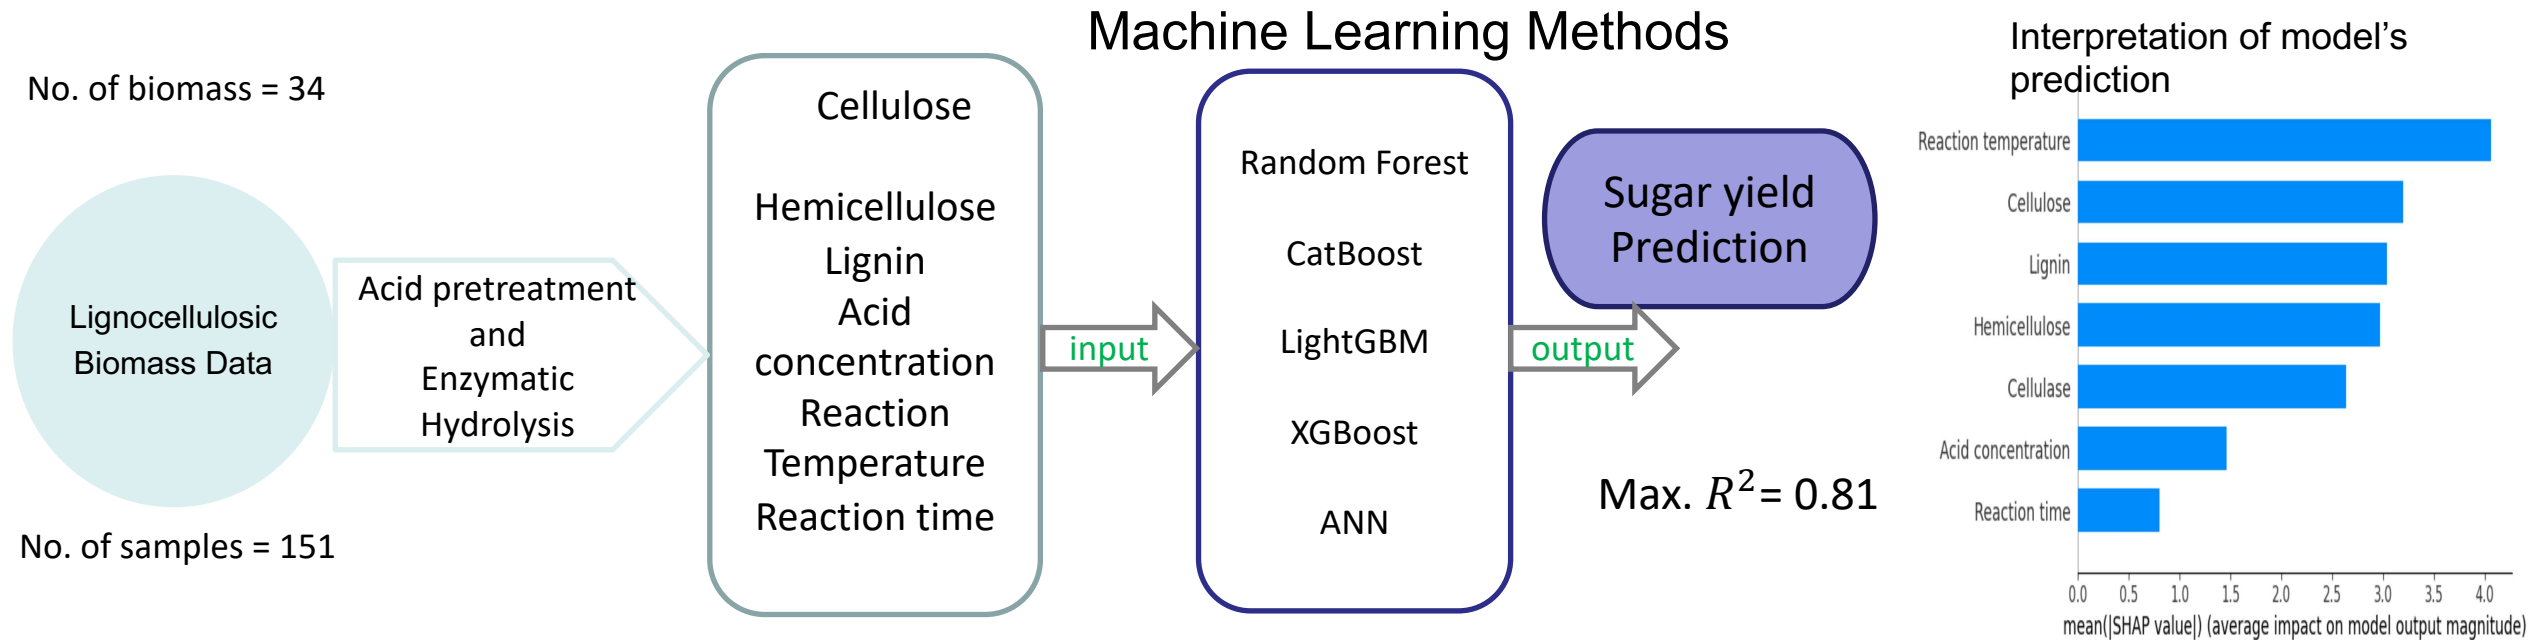 Machine Learning Methods
No. of biomass = 34
Lignocellulosic
Biomass Data
No. of samples = 151
Acid pretreatment
and
Enzymatic
Hydrolysis
Cellulose
Hemicellulose
Lignin
Acid
concentration
Reaction
Temperature
Reaction time
input
Random Forest
CatBoost
LightGBM
XGBoost
ANN
output
Sugar yield
Prediction
Max. R²= 0.81
Interpretation of model’s
prediction
Reaction temperature
Cellulose
Lignin
Hemicellulose
Cellulase
Acid concentration
Reaction time
0.0 0.5 1.0 1.5 2.0 2.5 3.0 3.5 4.0
mean(|SHAP value|) (average impact on model output magnitude)